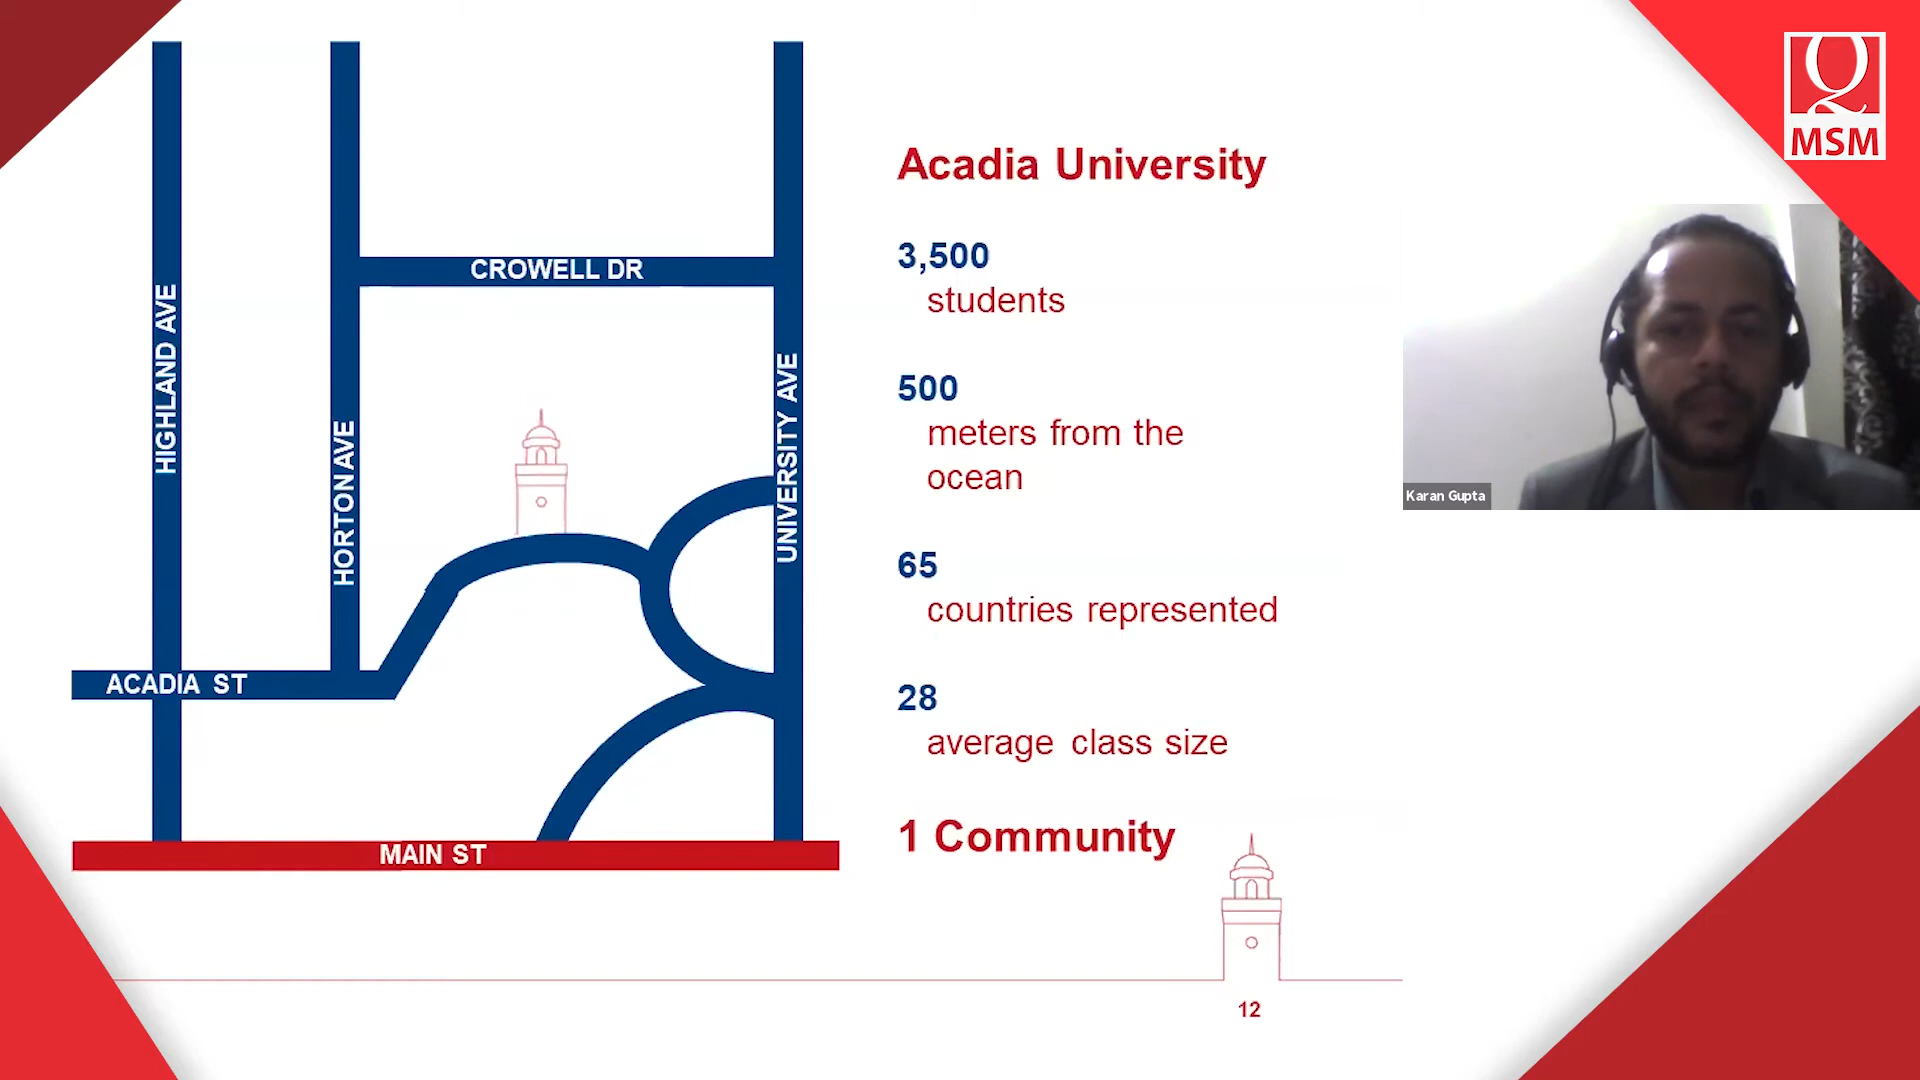 HIGHLAND AVE
HORTON AVE
CROWELL DR
UNIVERSITY AVE
ACADIA ST
MAIN ST
Acadia University
3,500
students
500
meters from the
ocean
65
countries represented
28
average class size
1 Community
12
Q
MSM
Karan Gupta